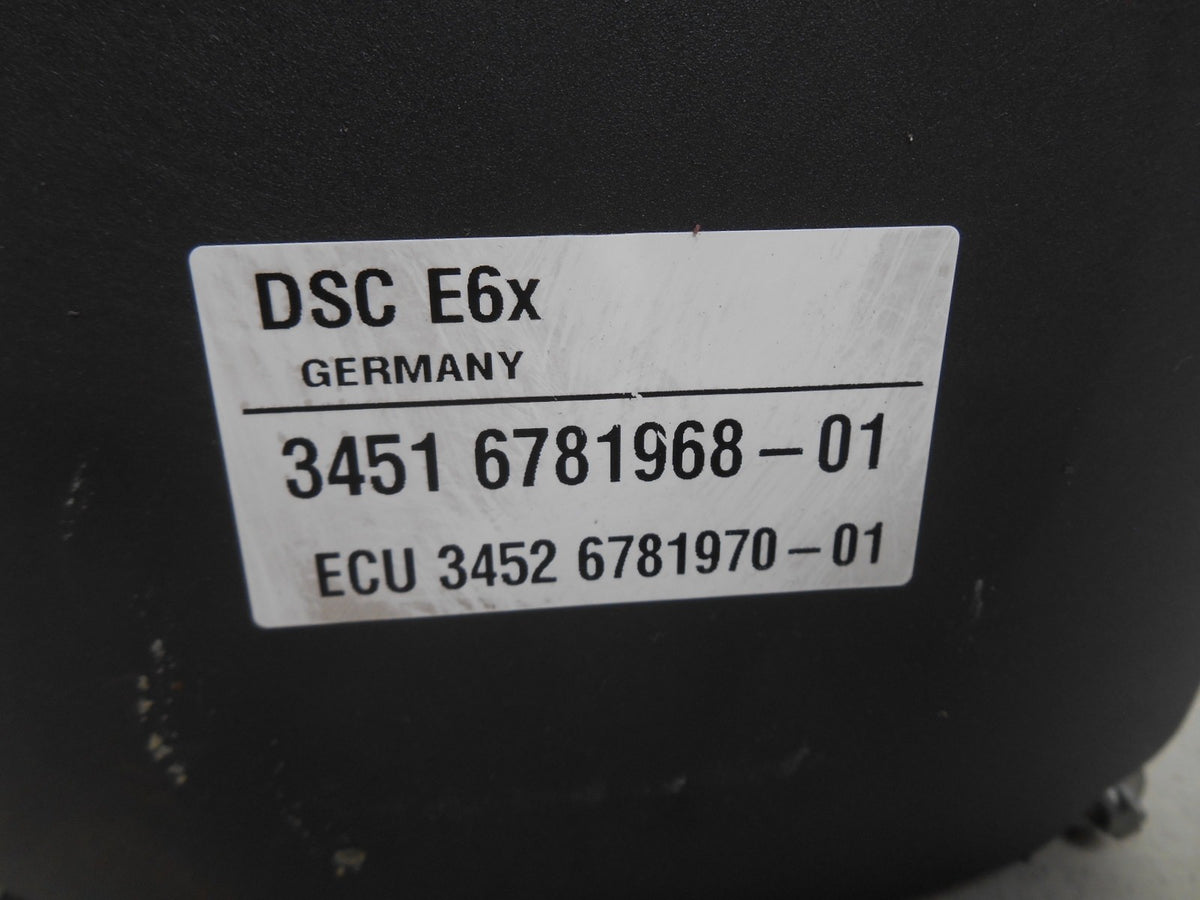 DSC E6x
GERMANY
3451 6781968-01
ECU 3452 6781970-01